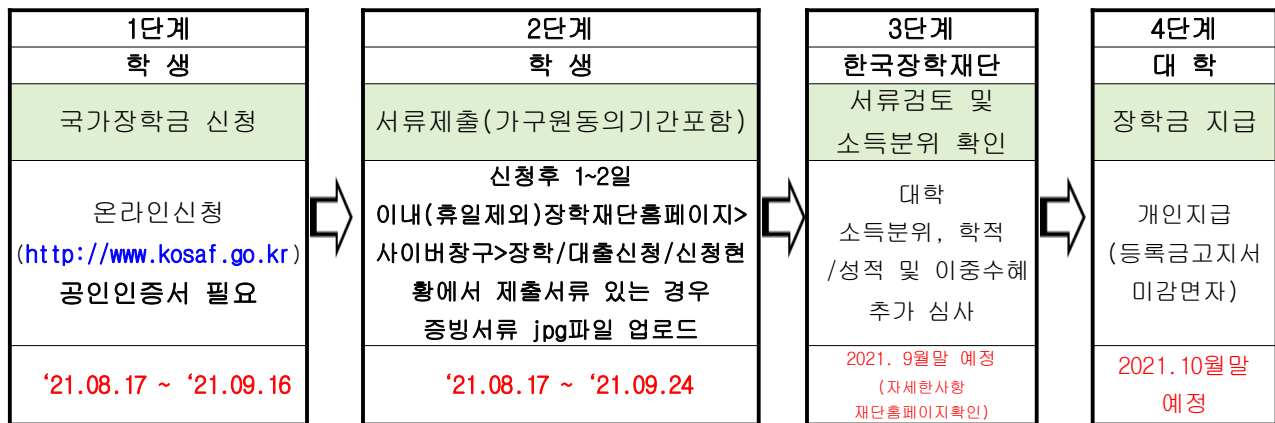 1단계
학 생
국가장학금 신청
온라인신청
(http://www.kosaf.go.kr)
공인인증서 필요
‘21.08.17 ~ ‘21.09.16
2단계
학 생
서류제출(가구원동의기간포함)
신청후 1~2일
이내(휴일제외)장학재단홈페이지>
사이버창구>장학/대출신청/신청현
황에서 제출서류 있는 경우
증빙서류 jpg파일 업로드
‘21.08.17 ~ ‘21.09.24
3단계
한국장학재단
서류검토 및
소득분위 확인
대학
소득분위, 학적
/성적 및 이중수혜
추가 심사
2021. 9월말 예정
(자세한사항
재단홈페이지확인)
4단계
대 학
장학금 지급
개인지급
(등록금고지서
미감면자)
2021.10월말
예정